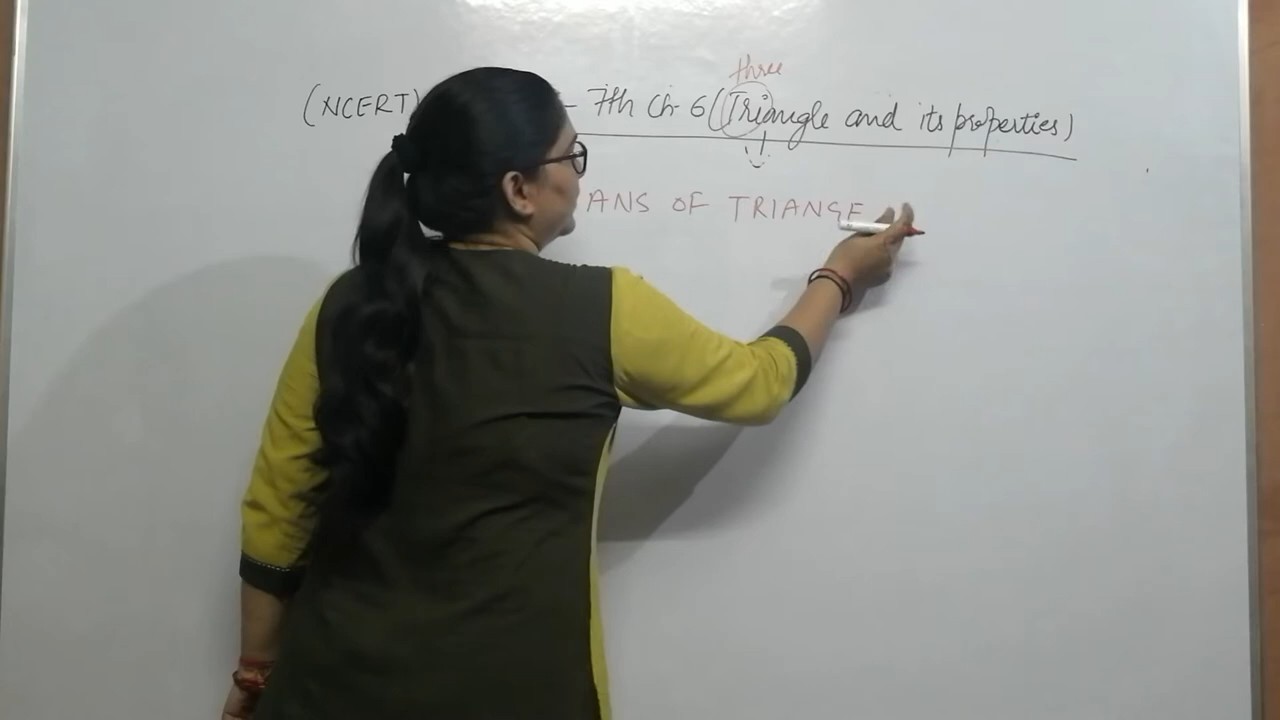 three
(NCERT) - 7th Ch- 6 (Triangle and its properties)
ANS OF TRIANGE